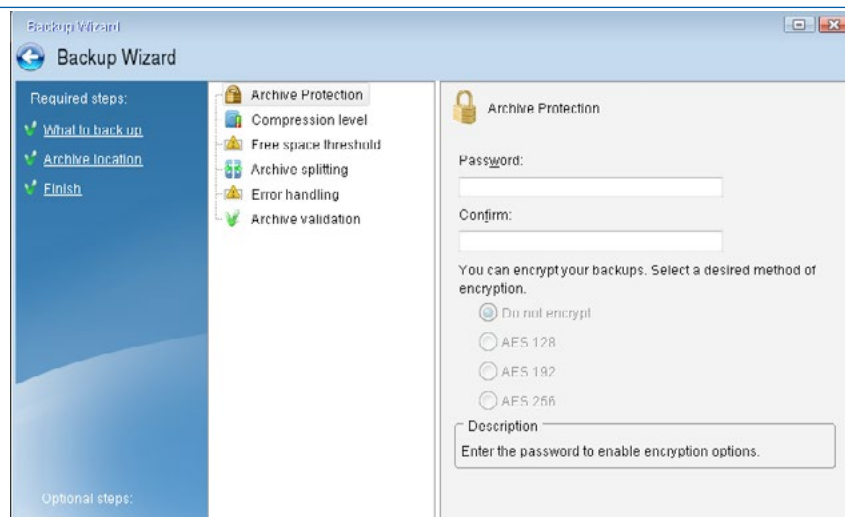 Backup Wizard
Backup Wizard
Required steps:
What to back up
Archive location
Finish
Optional steps:
Archive Protection
Compression level
Free space threshold
Archive splitting
Error handling
Archive validation
Archive Protection
Password:
Confirm:
You can encrypt your backups. Select a desired method of
encryption.
Do not encrypt
AES 128
AES 192
AES 256
Description
Enter the password to enable encryption options.